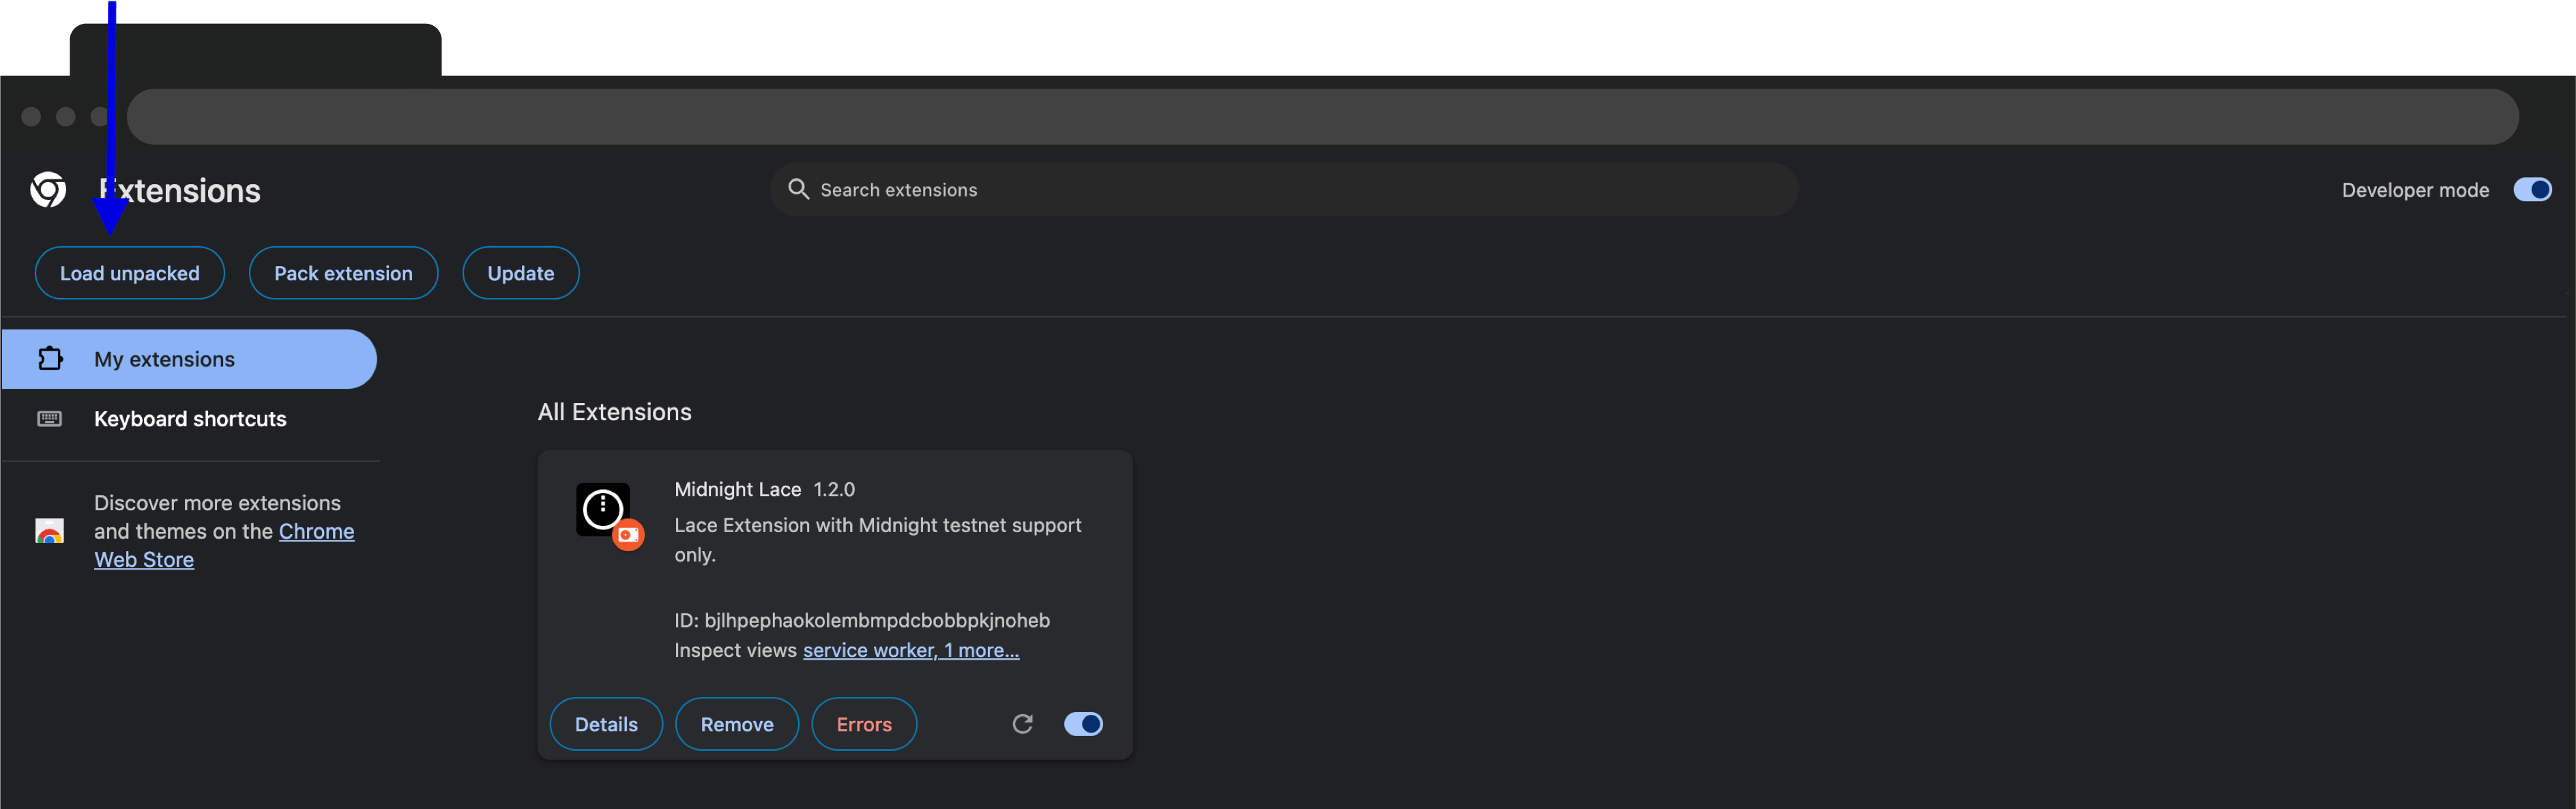 Extensions
Search extensions
Developer mode
Load unpacked
Pack extension
Update
My extensions
Keyboard shortcuts
Discover more extensions
and themes on the Chrome
Web Store
All Extensions
Midnight Lace 1.2.0
Lace Extension with Midnight testnet support
only.
ID: bjlhpephaokolembmpdcbobbpkjnoheb
Inspect views service worker, 1 more...
Details
Remove
Errors